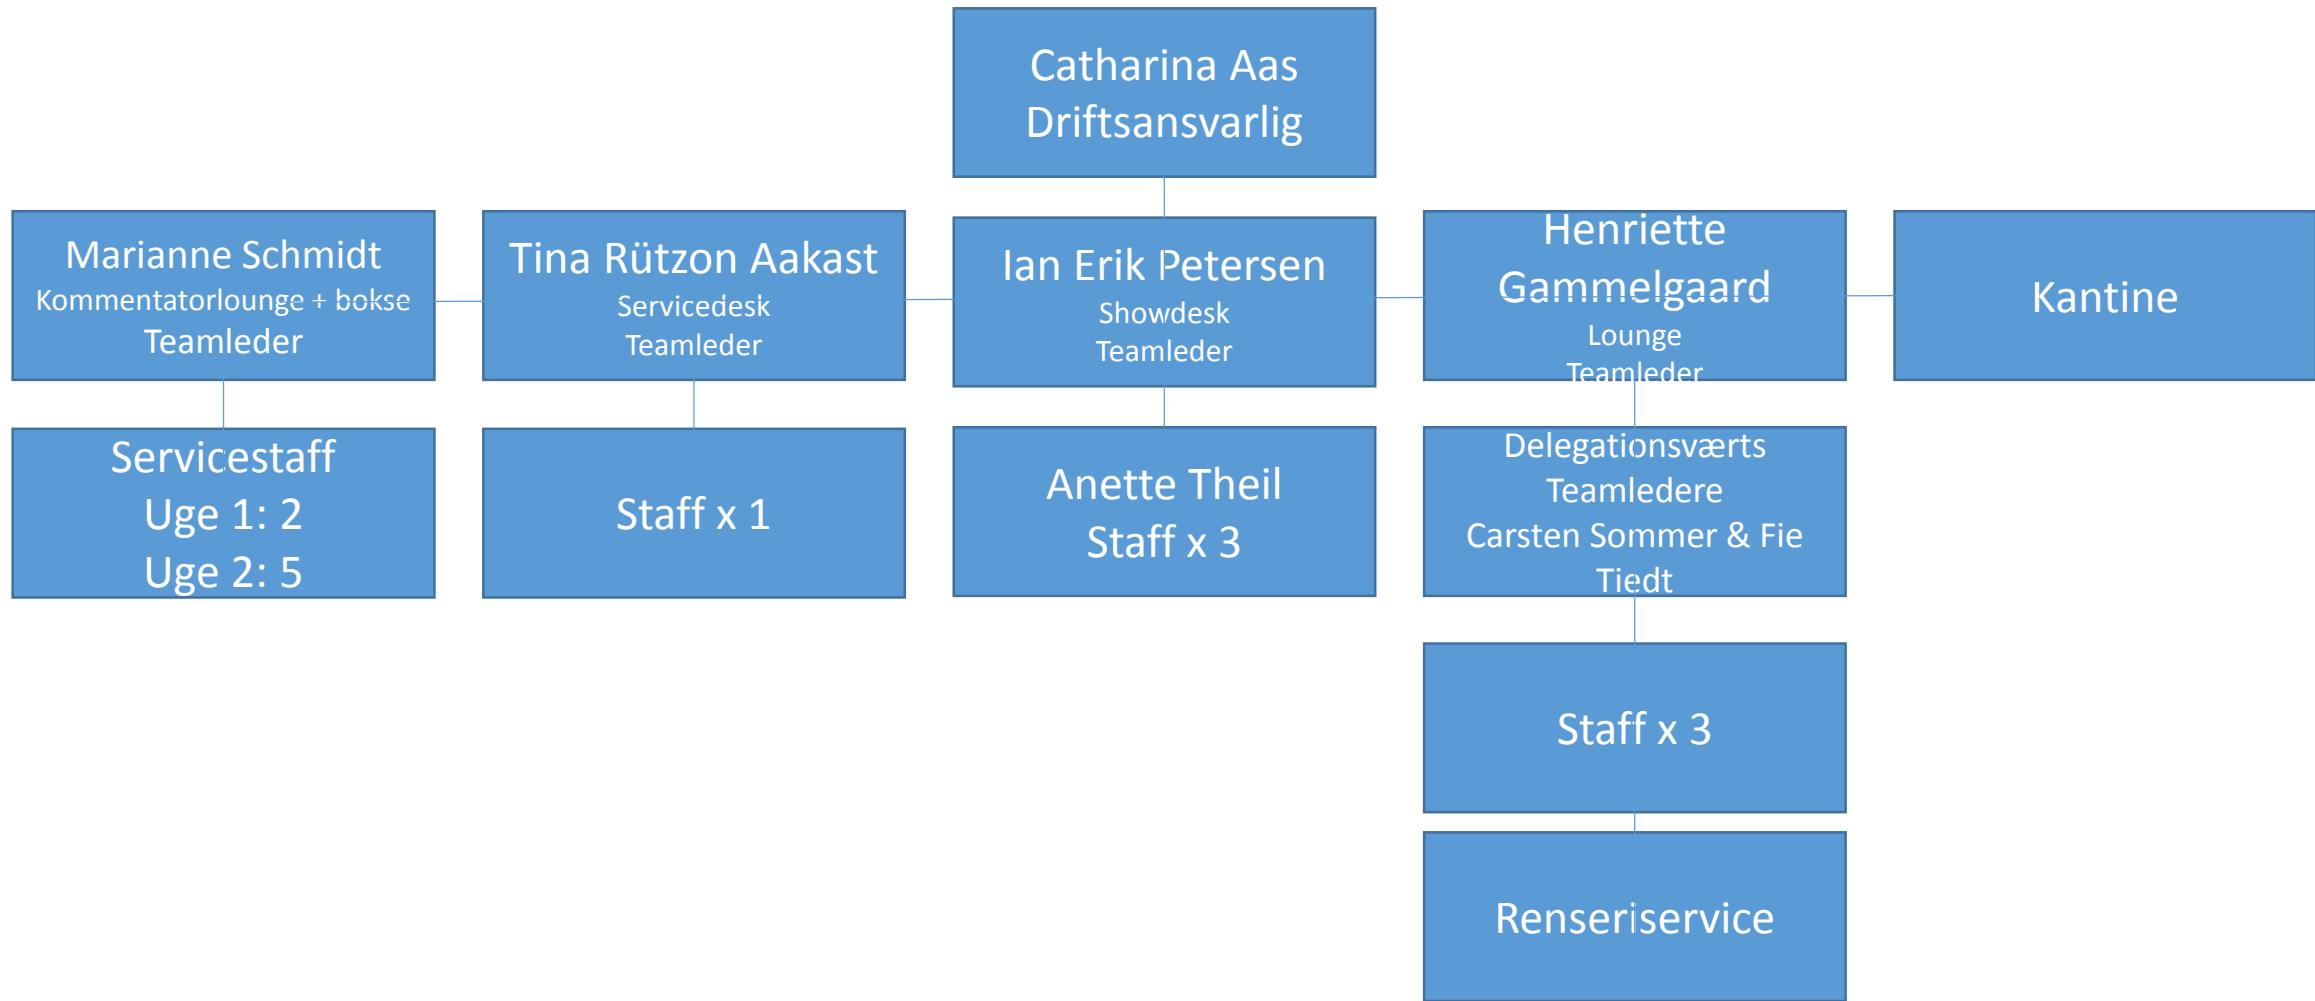 Catharina Aas
Driftsansvarlig
Marianne Schmidt
Kommentatorlounge + bokse
Teamleder
Tina Rützon Aakast
Servicedesk
Teamleder
Ian Erik Petersen
Showdesk
Teamleder
Henriette
Gammelgaard
Lounge
Teamleder
Kantine
Servicestaff
Uge 1: 2
Uge 2: 5
Staff x 1
Anette Theil
Staff x 3
Delegationsværts
Teamledere
Carsten Sommer & Fie
Tiedt
Staff x 3
Renseriservice